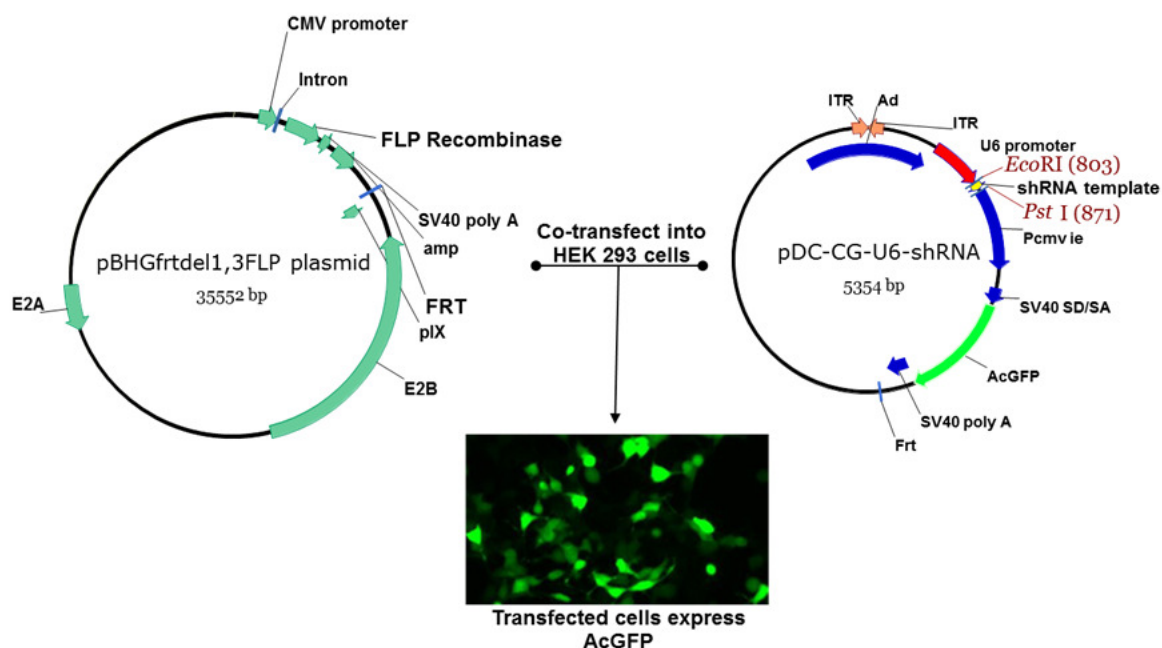 CMV promoter
Intron
FLP Recombinase
SV40 poly A
amp
pBHGfrtdel1,3FLP plasmid
35552 bp
FRT
pIX
E2A
E2B
Co-transfect into
HEK 293 cells
ITR
Ad
ITR
U6 promoter
EcoRI (803)
shRNA template
Pst I (871)
Pcmv ie
pDC-CG-U6-shRNA
5354 bp
SV40 SD/SA
AcGFP
SV40 poly A
Frt
Transfected cells express
AcGFP